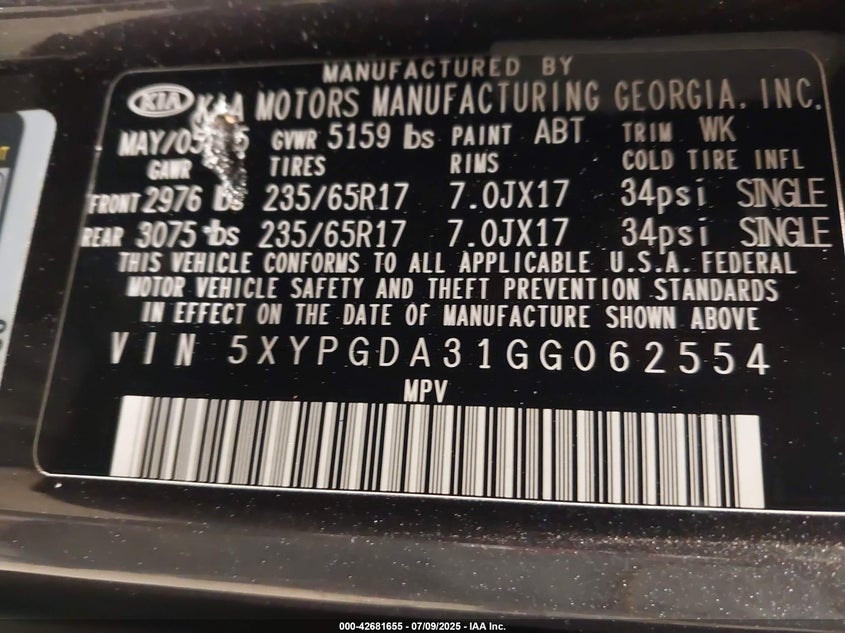 MANUFACTURED BY
KIA KIA MOTORS MANUFACTURING GEORGIA, INC.
GVWR 5159 lbs PAINT ABT TRIM WK
GAWR TIRES RIMS COLD TIRE INFL
FRONT 2976 lbs 235/65R17 7.0JX17 34psi SINGLE
REAR 3075 lbs 235/65R17 7.0JX17 34psi SINGLE
THIS VEHICLE CONFORMS TO ALL APPLICABLE U.S.A. FEDERAL
MOTOR VEHICLE SAFETY AND THEFT PREVENTION STANDARDS
IN EFFECT ON THE DATE OF MANUFACTURE SHOWN ABOVE
VIN 5XYPGDA31GG062554
MPV
000-42681655 - 07/09/2025 - IAA Inc.